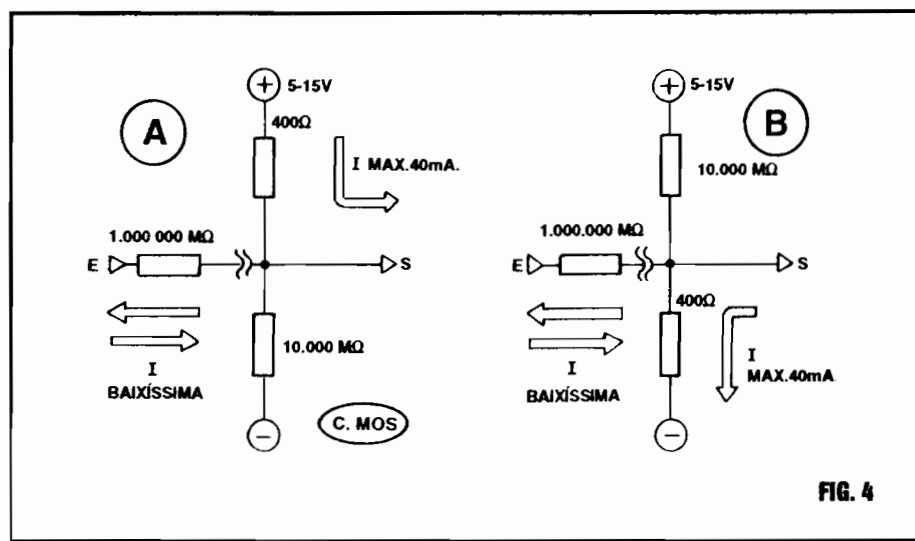 A
5-15V
400Ω
I MAX.40mA.
1.000 000 MΩ
E
S
10.000 MΩ
I
BAIXÍSSIMA
C. MOS
B
5-15V
10.000 MΩ
1.000.000 MΩ
E
S
400Ω
I
BAIXÍSSIMA
I
MAX.40mA
FIG. 4